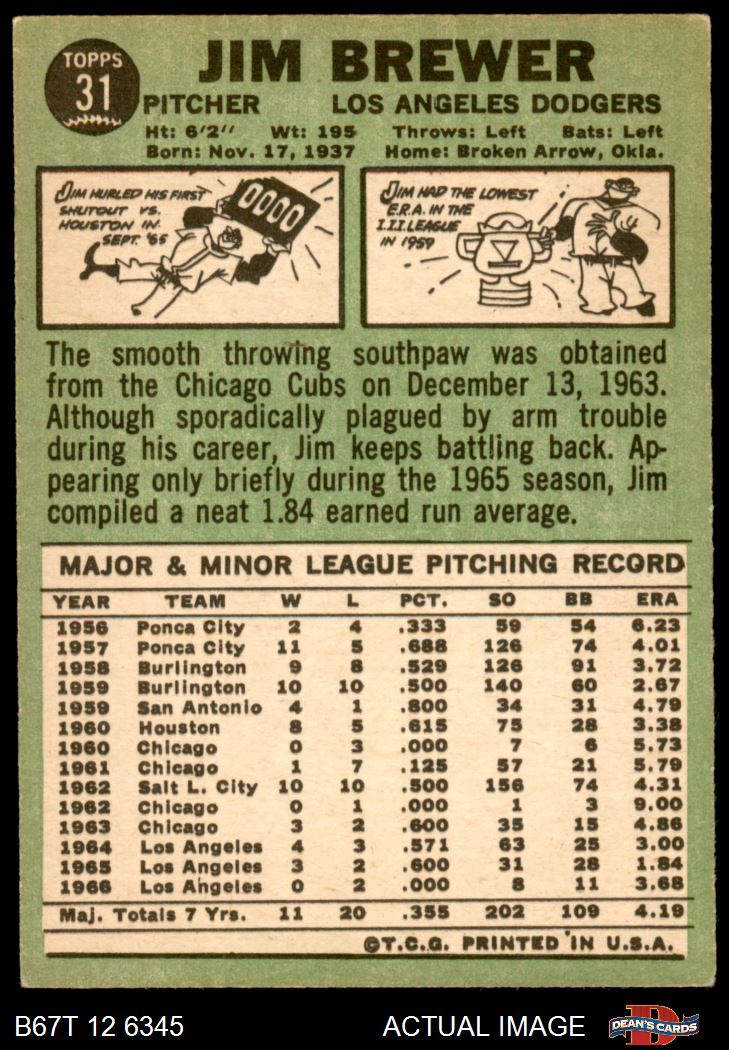 TOPPS
31
JIM BREWER
PITCHER LOS ANGELES DODGERS
Ht: 6'2" Wt: 195 Throws: Left Bats: Left
Born: Nov. 17, 1937 Home: Broken Arrow, Okla.
JIM HURLED HIS FIRST
SHUTOUT VS.
HOUSTON IN
SEPT. '65
0000
JIM HAD THE LOWEST
E.R.A. IN THE
I.I.I. LEAGUE
IN 1959
The smooth throwing southpaw was obtained
from the Chicago Cubs on December 13, 1963.
Although sporadically plagued by arm trouble
during his career, Jim keeps battling back. Ap-
pearing only briefly during the 1965 season, Jim
compiled a neat 1.84 earned run average.
MAJOR & MINOR LEAGUE PITCHING RECORD
YEAR TEAM W L PCT. SO BB ERA
1956 Ponca City 2 4 .333 59 54 6.23
1957 Ponca City 11 5 .688 126 74 4.01
1958 Burlington 9 8 .529 126 91 3.72
1959 Burlington 10 10 .500 140 60 2.67
1959 San Antonio 4 1 .800 34 31 4.79
1960 Houston 8 5 .615 75 28 3.38
1960 Chicago 0 3 .000 7 6 5.73
1961 Chicago 1 7 .125 57 21 5.79
1962 Salt L. City 10 10 .500 156 74 4.31
1962 Chicago 0 1 .000 1 3 9.00
1963 Chicago 3 2 .600 35 15 4.86
1964 Los Angeles 4 3 .571 63 25 3.00
1965 Los Angeles 3 2 .600 31 28 1.84
1966 Los Angeles 0 2 .000 8 11 3.68
Maj. Totals 7 Yrs. 11 20 .355 202 109 4.19
©T.C.G. PRINTED IN U.S.A.
B67T 12 6345 ACTUAL IMAGE
D
DEAN'S CARDS